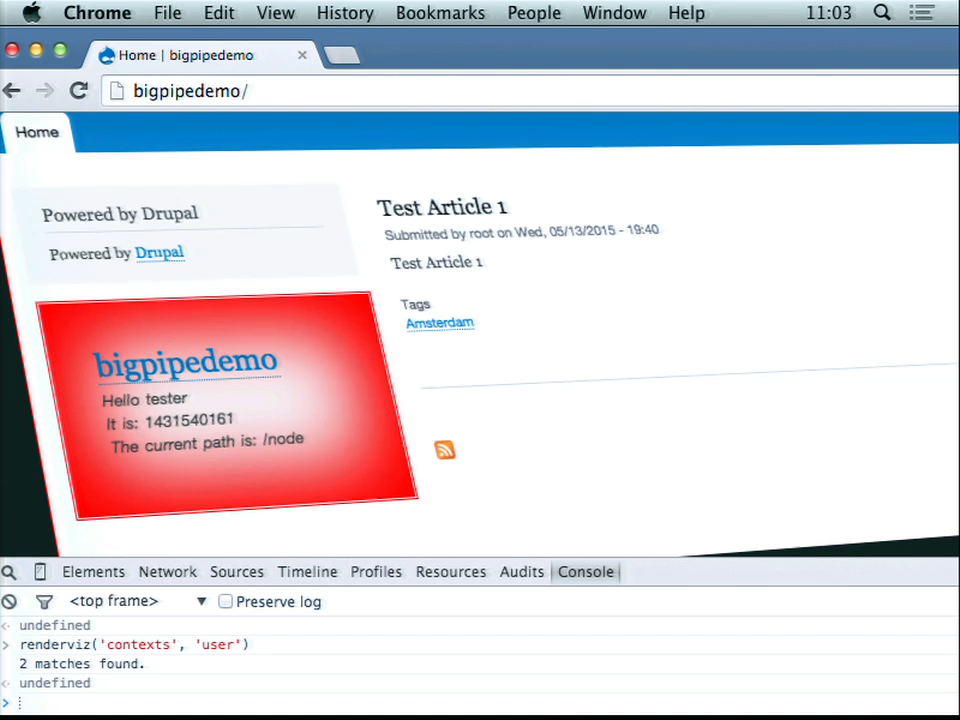 Chrome File Edit View History Bookmarks People Window Help 11:03
Home | bigpipedemo
bigpipedemo/
Home
Powered by Drupal
Powered by Drupal
Test Article 1
Submitted by root on Wed, 05/13/2015 - 19:40
Test Article 1
Tags
Amsterdam
bigpipedemo
Hello tester
It is: 1431540161
The current path is: /node
Elements Network Sources Timeline Profiles Resources Audits Console
<top frame> Preserve log
undefined
renderviz('contexts', 'user')
2 matches found.
undefined